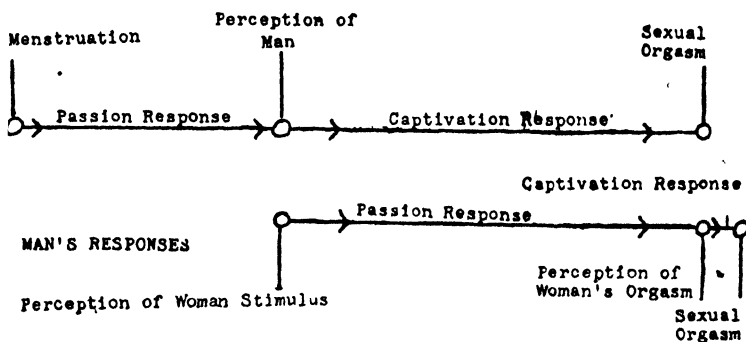 Perception of
Man
Menstruation
Sexual
Orgasm
Passion Response
Captivation Response
Captivation Response
Passion Response
MAN'S RESPONSES
Perception of
Woman's Orgasm
Perception of Woman Stimulus
Sexual
Orgasm